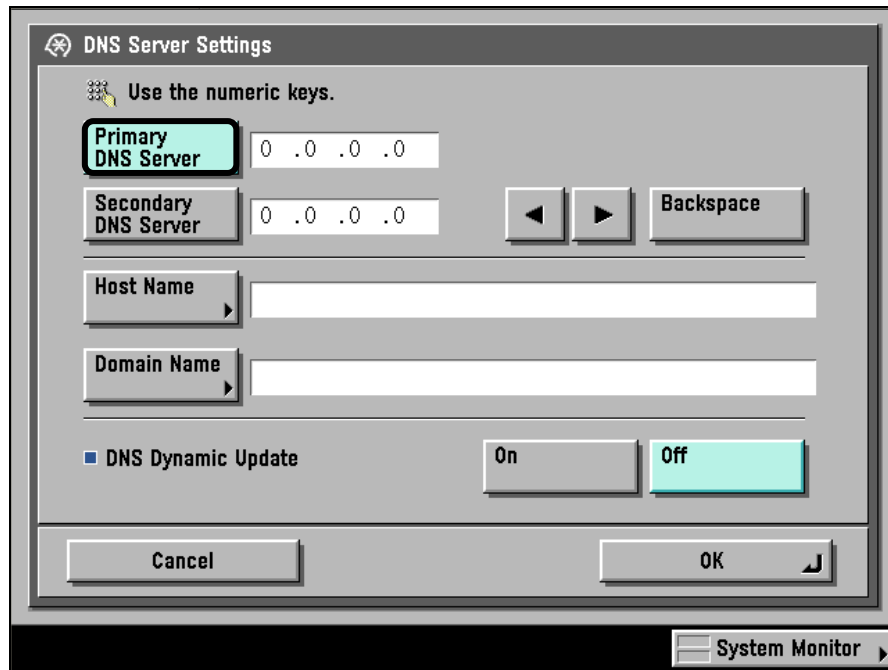 DNS Server Settings
Use the numeric keys.
Primary
DNS Server
0 .0 .0 .0
Secondary
DNS Server
0 .0 .0 .0
Backspace
Host Name
Domain Name
DNS Dynamic Update
On
Off
Cancel
OK
System Monitor